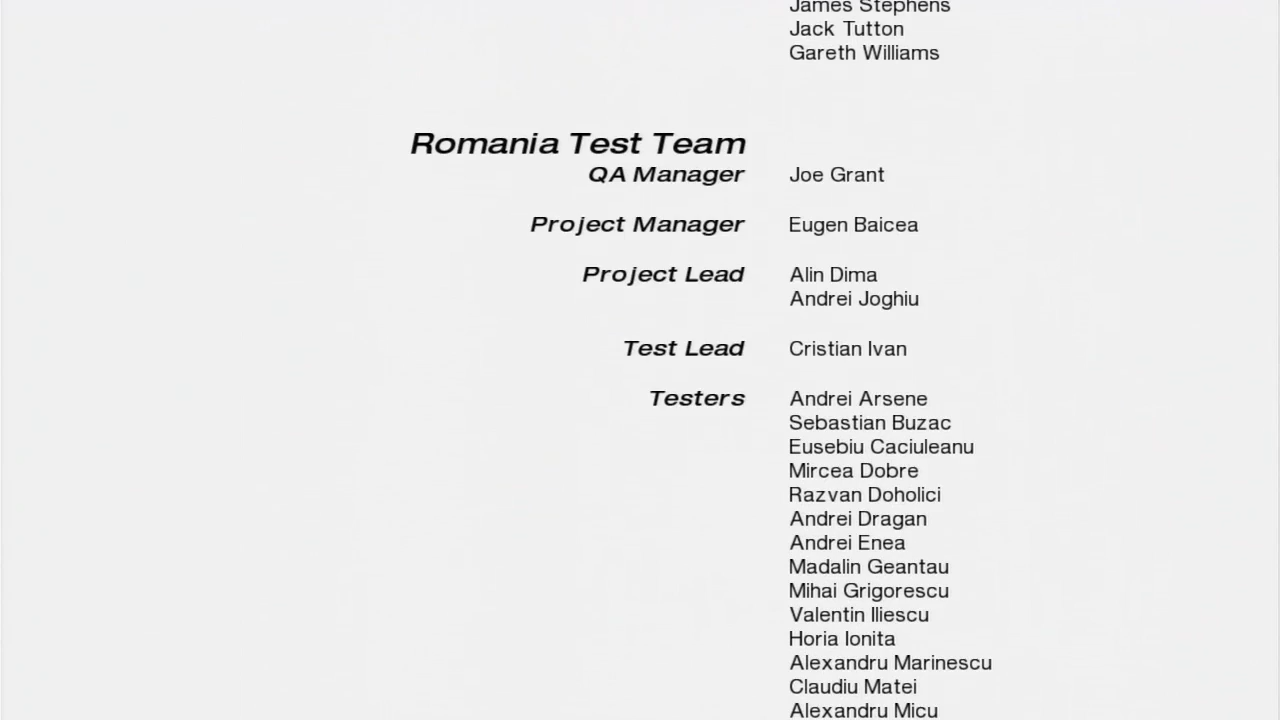 James Stephens
Jack Tutton
Gareth Williams
Romania Test Team
QA Manager Joe Grant
Project Manager Eugen Baicea
Project Lead Alin Dima
Andrei Joghiu
Test Lead Cristian Ivan
Testers Andrei Arsene
Sebastian Buzac
Eusebiu Caciuleanu
Mircea Dobre
Razvan Doholici
Andrei Dragan
Andrei Enea
Madalin Geantau
Mihai Grigorescu
Valentin Iliescu
Horia Ionita
Alexandru Marinescu
Claudiu Matei
Alexandru Micu